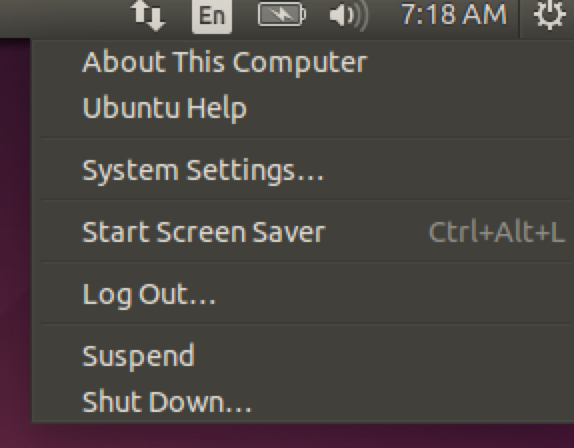 En 7:18 AM
About This Computer
Ubuntu Help
System Settings...
Start Screen Saver Ctrl+Alt+L
Log Out...
Suspend
Shut Down...